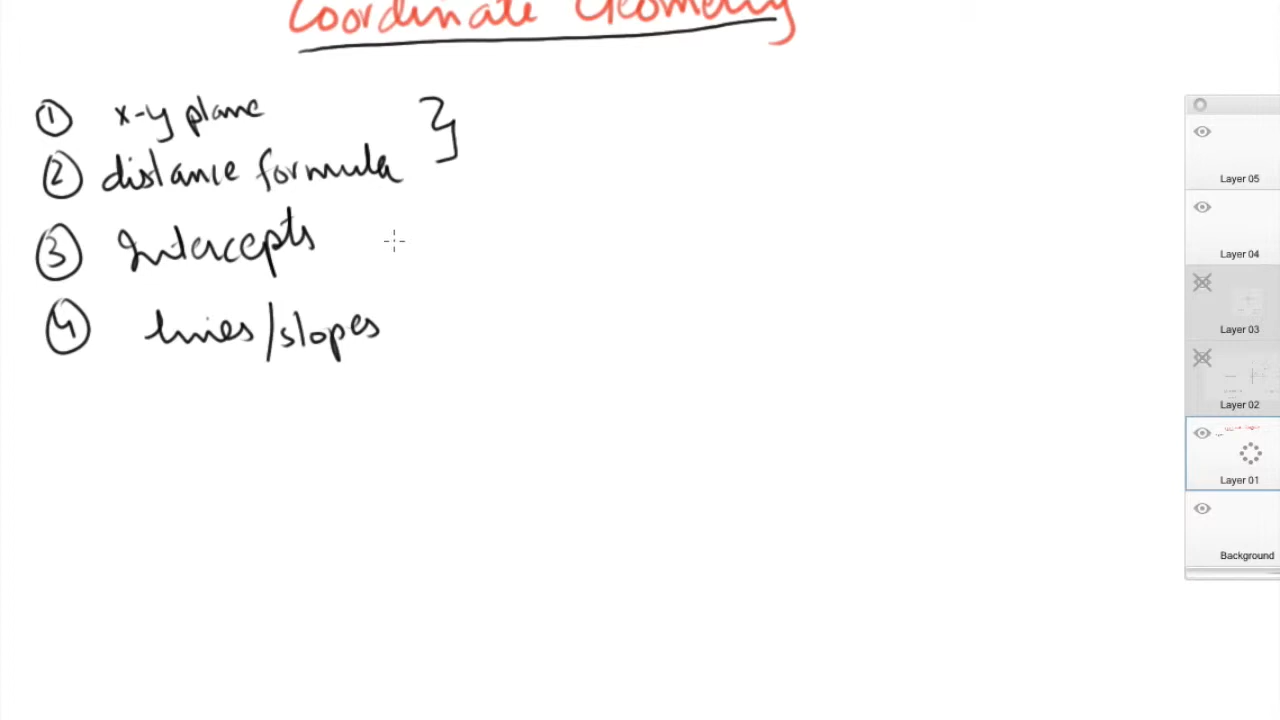 Coordinate Geometry
① x-y plane
② distance formula
③ Intercepts
④ lines/slopes
Layer 05
Layer 04
Layer 03
Layer 02
Layer 01
Background